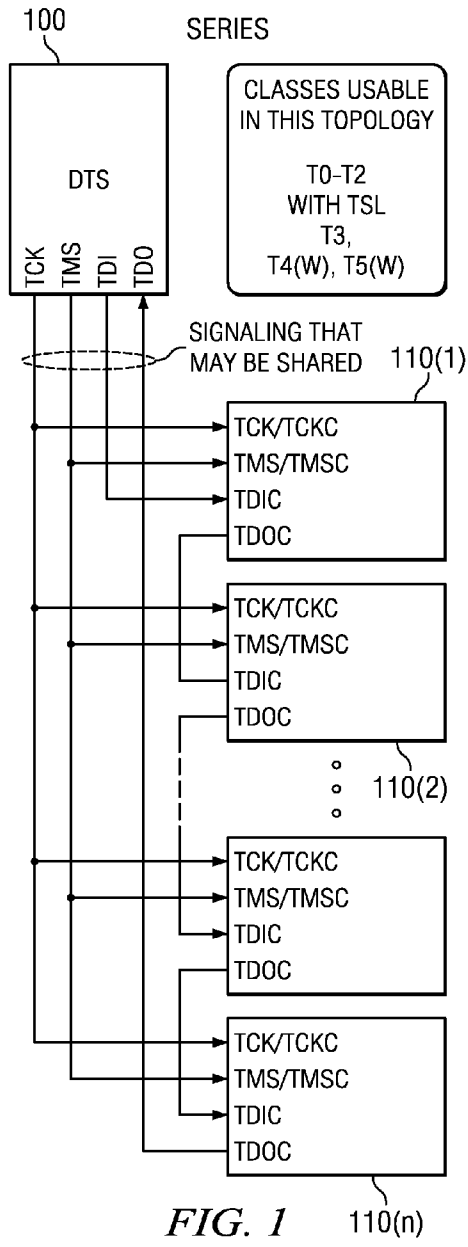 100
SERIES
CLASSES USABLE
IN THIS TOPOLOGY
T0–T2
WITH TSL
T3,
T4(W), T5(W)
DTS
TCK
TMS
TDI
TDO
SIGNALING THAT
MAY BE SHARED
110(1)
TCK/TCKC
TMS/TMSC
TDIC
TDOC
TCK/TCKC
TMS/TMSC
TDIC
TDOC
110(2)
TCK/TCKC
TMS/TMSC
TDIC
TDOC
TCK/TCKC
TMS/TMSC
TDIC
TDOC
110(n)
FIG. 1